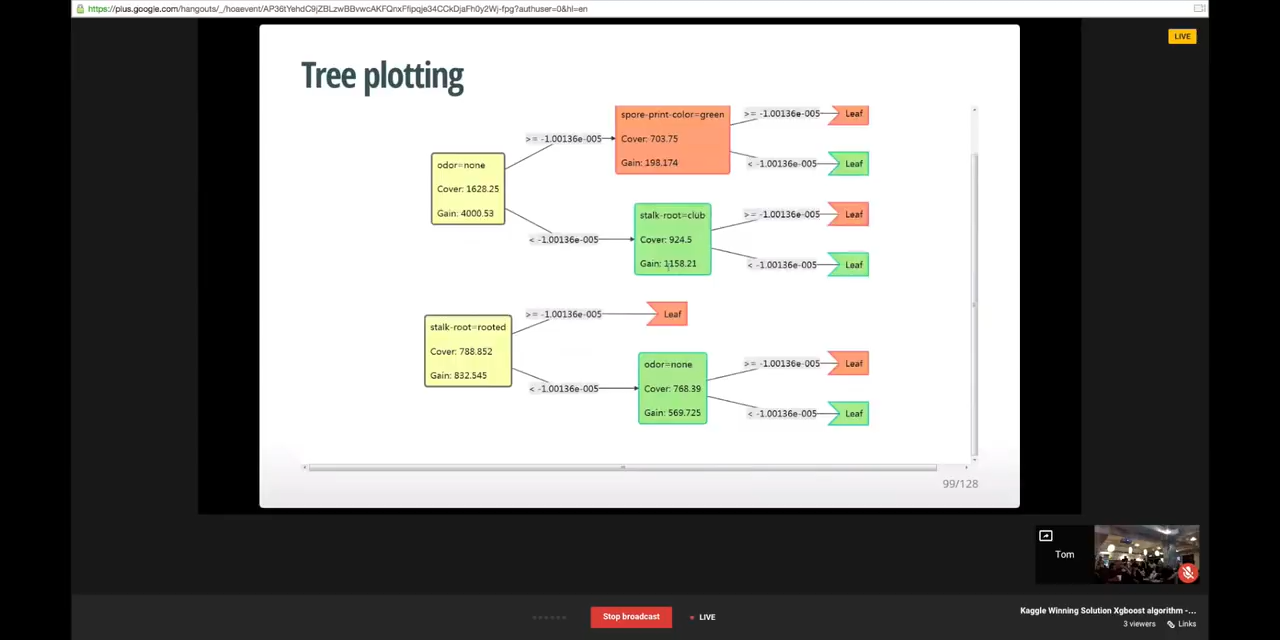 https://plus.google.com/hangouts/_/hoaevent/AP36tYehdC9jZBLzwBBvwcAKFQnxFfipqje34CCkDjaFh0y2Wj-fpg?authuser=0&hl=en
LIVE
Tree plotting
spore-print-color=green
Cover: 703.75
Gain: 198.174
>= -1.00136e-005
Leaf
< -1.00136e-005
Leaf
>= -1.00136e-005
odor=none
Cover: 1628.25
Gain: 4000.53
< -1.00136e-005
stalk-root=club
Cover: 924.5
Gain: 1158.21
>= -1.00136e-005
Leaf
< -1.00136e-005
Leaf
stalk-root=rooted
Cover: 788.852
Gain: 832.545
>= -1.00136e-005
Leaf
< -1.00136e-005
odor=none
Cover: 768.39
Gain: 569.725
>= -1.00136e-005
Leaf
< -1.00136e-005
Leaf
99/128
Tom
Stop broadcast
LIVE
Kaggle Winning Solution Xgboost algorithm -...
3 viewers
Links